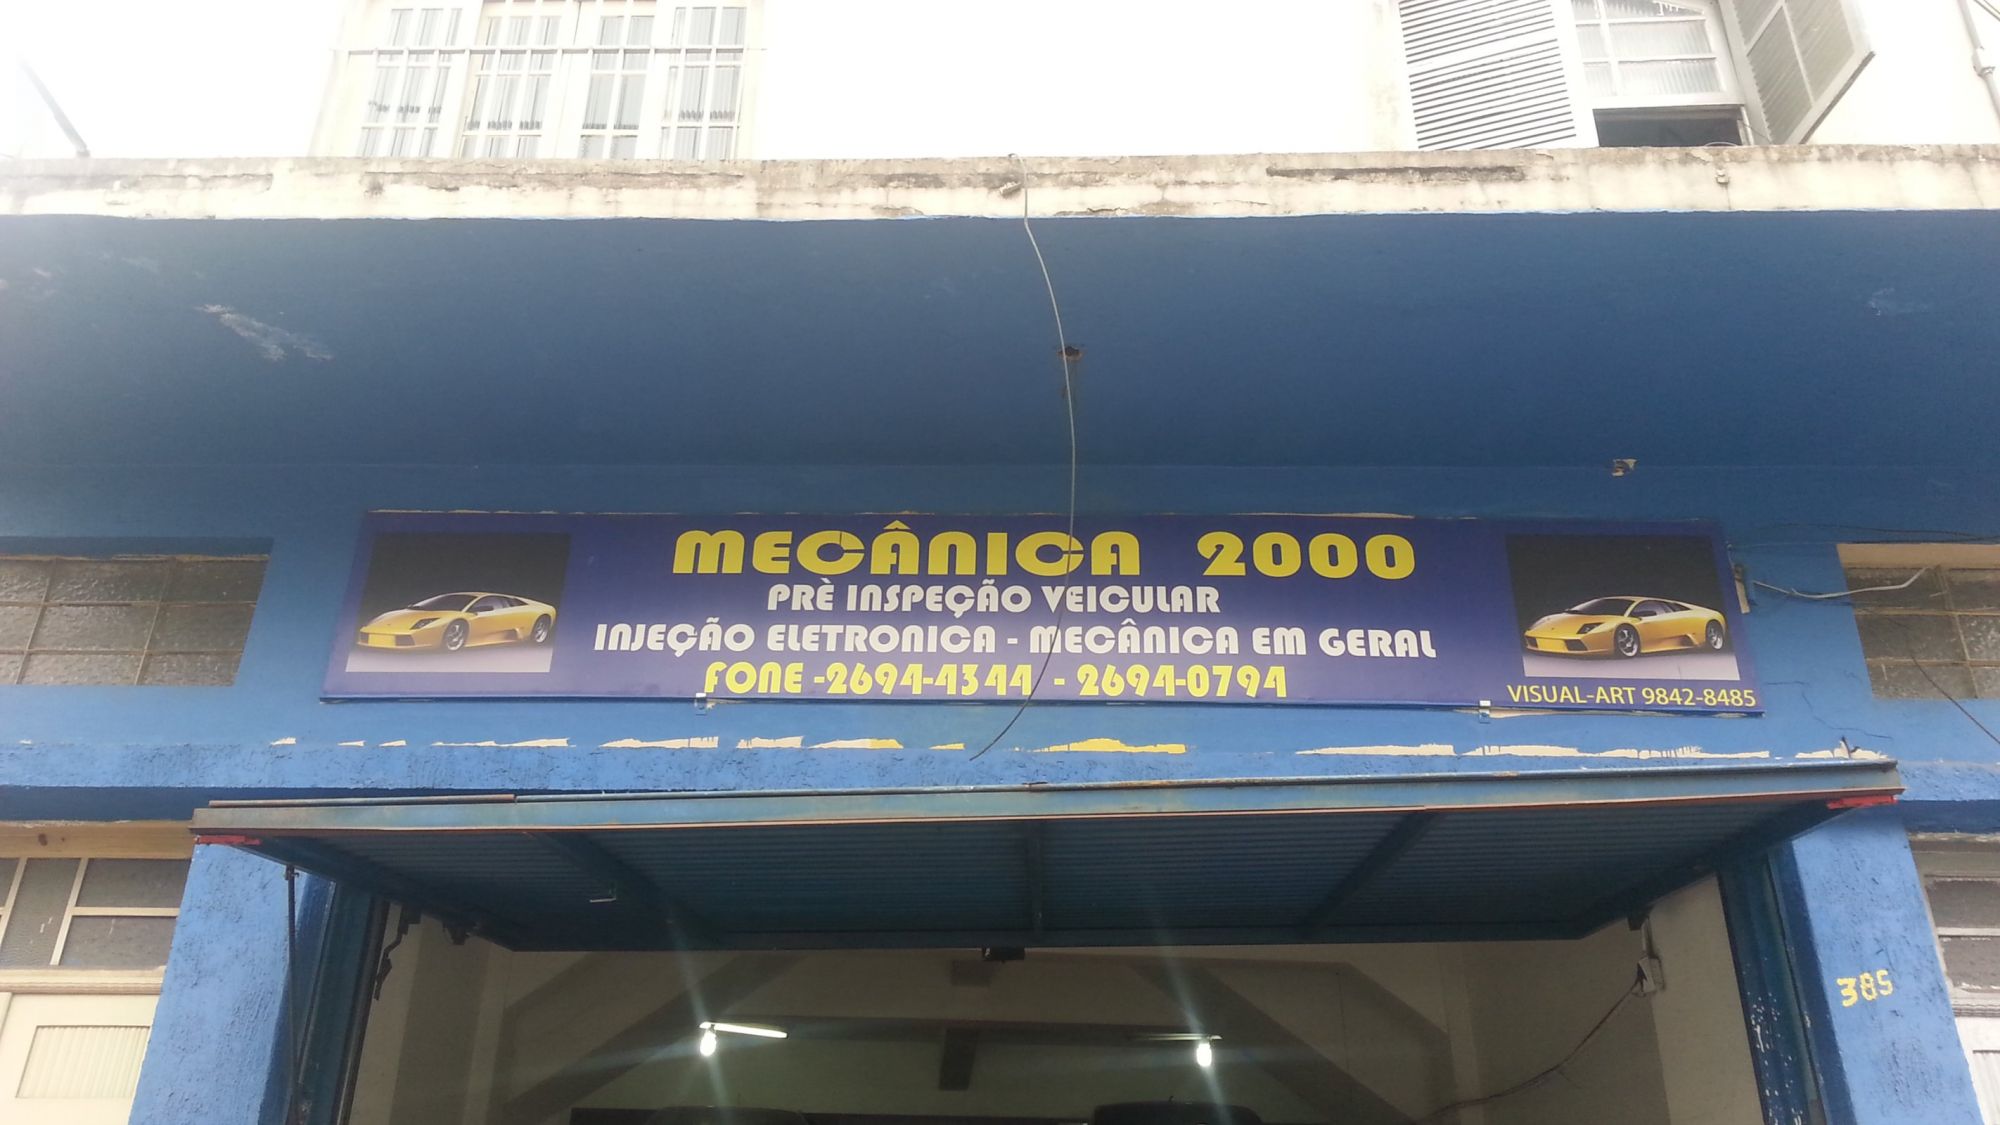 MECÂNICA 2000
PRÈ INSPEÇÃO VEICULAR
INJEÇÃO ELETRONICA - MECÂNICA EM GERAL
FONE -2694-4344 - 2694-0794
VISUAL-ART 9842-8485
385